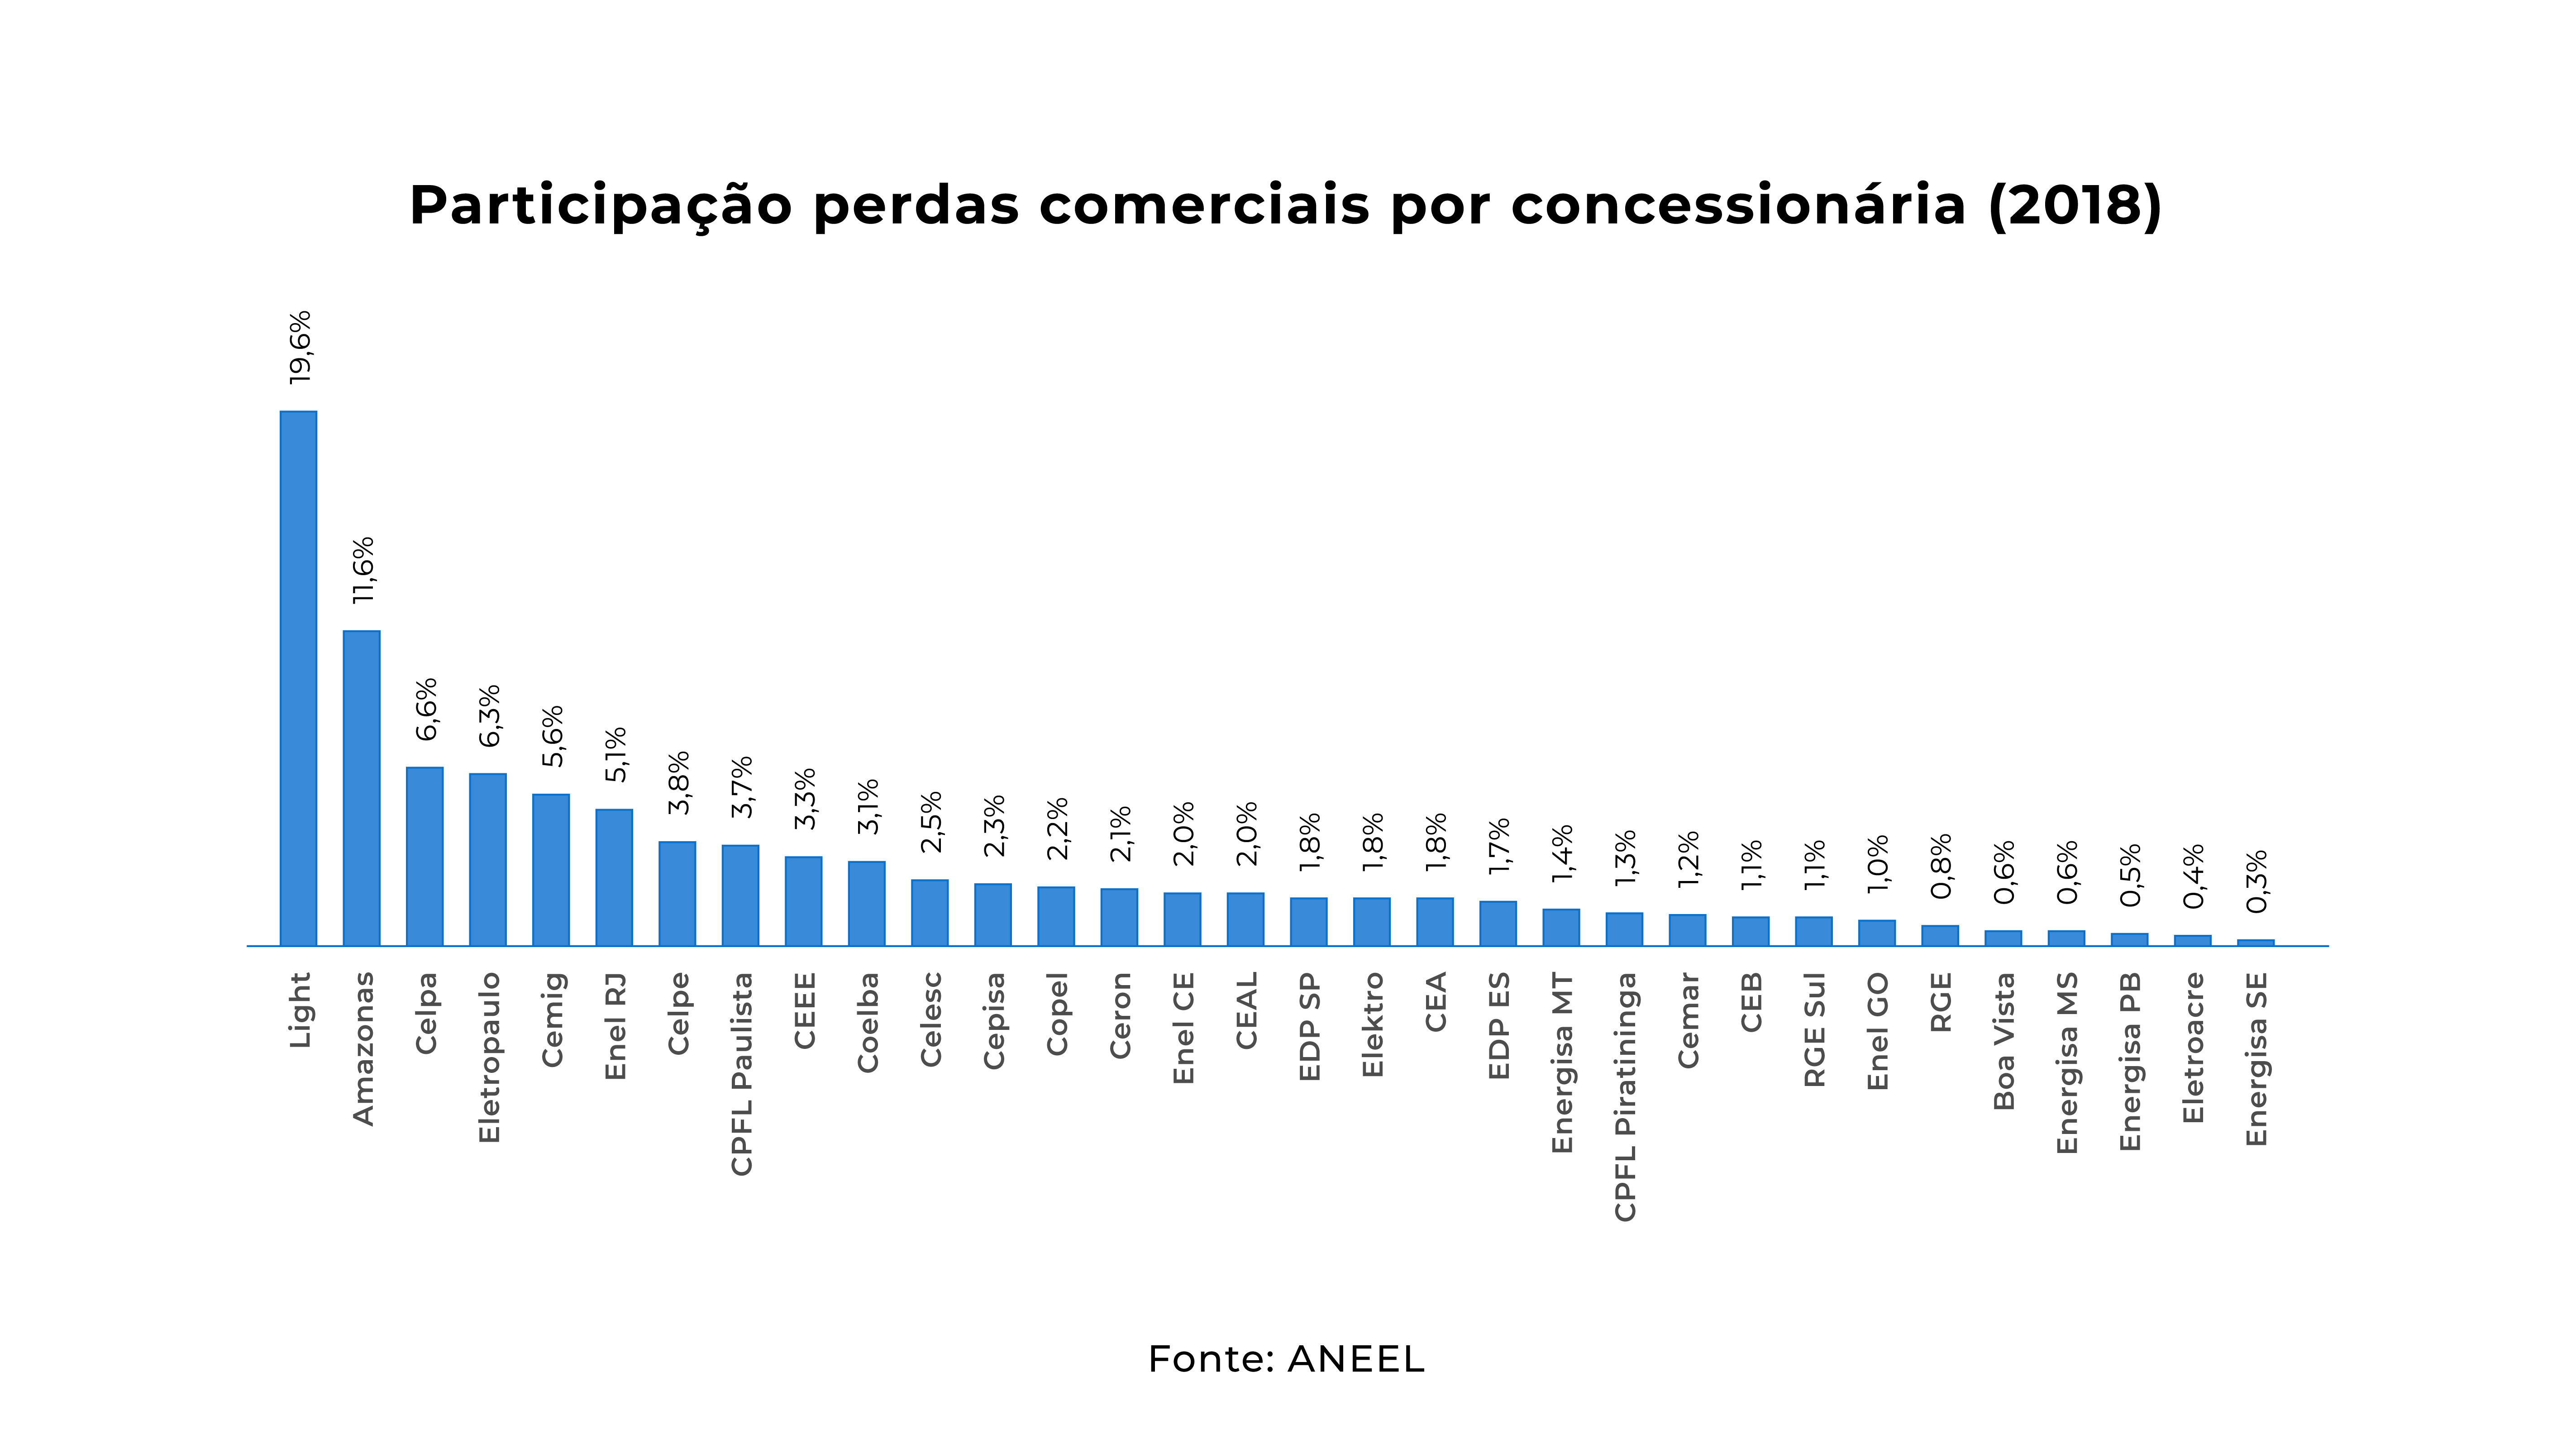 Participação perdas comerciais por concessionária (2018)
19,6%
11,6%
6,6%
6,3%
5,6%
5,1%
3,8%
3,7%
3,3%
3,1%
2,5%
2,3%
2,2%
2,1%
2,0%
2,0%
1,8%
1,8%
1,8%
1,7%
1,4%
1,3%
1,2%
1,1%
1,1%
1,0%
0,8%
0,6%
0,6%
0,5%
0,4%
0,3%
Light
Amazonas
Celpa
Eletropaulo
Cemig
Enel RJ
Celpe
CPFL Paulista
CEEE
Coelba
Celesc
Cepisa
Copel
Ceron
Enel CE
CEAL
EDP SP
Elektro
CEA
EDP ES
Energisa MT
CPFL Piratininga
Cemar
CEB
RGE Sul
Enel GO
RGE
Boa Vista
Energisa MS
Energisa PB
Eletroacre
Energisa SE
Fonte: ANEEL